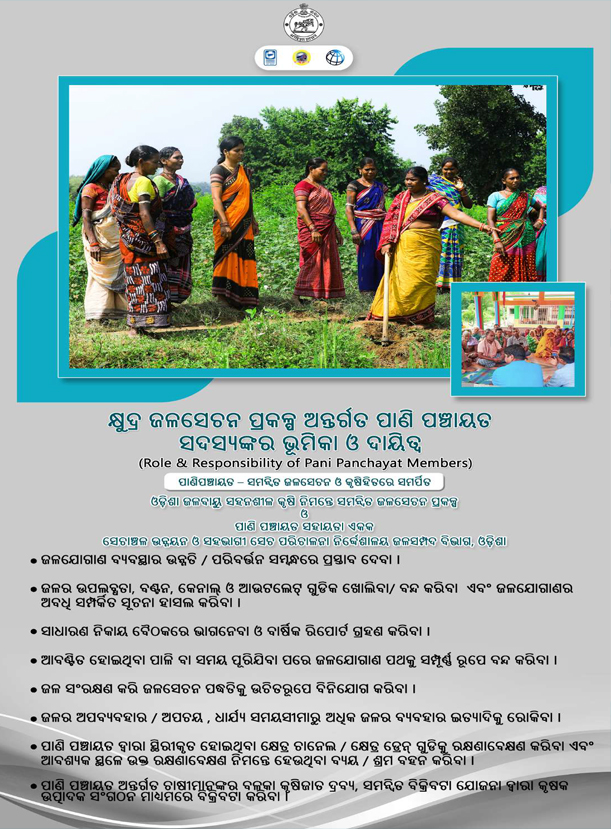 କ୍ଷୁଦ୍ର ଜଳସେଚନ ପ୍ରକଳ୍ପ ଅନ୍ତର୍ଗତ ପାଣି ପଞ୍ଚାୟତ
ସଦସ୍ୟଙ୍କର ଭୂମିକା ଓ ଦାୟିତ୍ୱ
(Role & Responsibility of Pani Panchayat Members)
ପାଣିପଞ୍ଚାୟତ – ସମନ୍ୱିତ ଜଳସେଚନ ଓ କୃଷିହିତରେ ସମର୍ପିତ
ଓଡ଼ିଶା ଜଳବାୟୁ ସହନଶୀଳ କୃଷି ନିମନ୍ତେ ସମନ୍ୱିତ ଜଳସେଚନ ପ୍ରକଳ୍ପ
ଓ
ପାଣି ପଞ୍ଚାୟତ ସହାୟତା ଏକକ
ସେଚାଞ୍ଚଳ ଉନ୍ନୟନ ଓ ସହଭାଗୀ ସେଚ ପରିଚାଳନା ନିର୍ଦ୍ଦେଶାଳୟ ଜଳସମ୍ପଦ ବିଭାଗ, ଓଡ଼ିଶା
• ଜଳଯୋଗାଣ ବ୍ୟବସ୍ଥାର ଉନ୍ନତି / ପରିବର୍ତ୍ତନ ସମ୍ବନ୍ଧରେ ପ୍ରସ୍ତାବ ଦେବା ।
• ଜଳର ଉପଲବ୍ଧତା, ବଣ୍ଟନ, କେନାଲ୍ ଓ ଆଉଟଲେଟ୍ ଗୁଡିକ ଖୋଲିବା/ ବନ୍ଦ କରିବା ଏବଂ ଜଳଯୋଗାଣର
ଅବଧି ସମ୍ପର୍କିତ ସୂଚନା ହାସଲ କରିବା ।
• ସାଧାରଣ ନିକାୟ ବୈଠକରେ ଭାଗନେବା ଓ ବାର୍ଷିକ ରିପୋର୍ଟ ଗ୍ରହଣ କରିବା ।
• ଆବଣ୍ଟିତ ହୋଇଥିବା ପାଳି ବା ସମୟ ପୂରିଯିବା ପରେ ଜଳଯୋଗାଣ ପଥକୁ ସମ୍ପୂର୍ଣ୍ଣ ରୂପେ ବନ୍ଦ କରିବା ।
• ଜଳ ସଂରକ୍ଷଣ କରି ଜଳସେଚନ ପଦ୍ଧତିକୁ ଉଚିତରୂପେ ବିନିଯୋଗ କରିବା ।
• ଜଳର ଅପବ୍ୟବହାର / ଅପଚୟ , ଧାର୍ଯ୍ୟ ସମୟସୀମାରୁ ଅଧିକ ଜଳର ବ୍ୟବହାର ଇତ୍ୟାଦିକୁ ରୋକିବା ।
• ପାଣି ପଞ୍ଚାୟତ ଦ୍ୱାରା ସ୍ଥିରୀକୃତ ହୋଇଥିବା କ୍ଷେତ୍ର ଚାନେଲ / କ୍ଷେତ୍ର ଡ୍ରେନ୍ ଗୁଡିକୁ ରକ୍ଷଣାବେକ୍ଷଣ କରିବା ଏବଂ
ଆବଶ୍ୟକ ସ୍ଥଳେ ଉକ୍ତ ରକ୍ଷଣାବେକ୍ଷଣ ନିମନ୍ତେ ହେଉଥିବା ବ୍ୟୟ / ଶ୍ରମ ବହନ କରିବା ।
• ପାଣି ପଞ୍ଚାୟତ ଅନ୍ତର୍ଗତ ଚାଷୀମାନଙ୍କର ବଳକା କୃଷିଜାତ ଦ୍ରବ୍ୟ, ସମନ୍ୱିତ ବିକ୍ରିବଟା ଯୋଜନା ଦ୍ୱାରା କୃଷକ
ଉତ୍ପାଦକ ସଂଗଠନ ମାଧ୍ୟମରେ ବିକ୍ରିବଟା କରିବା ।